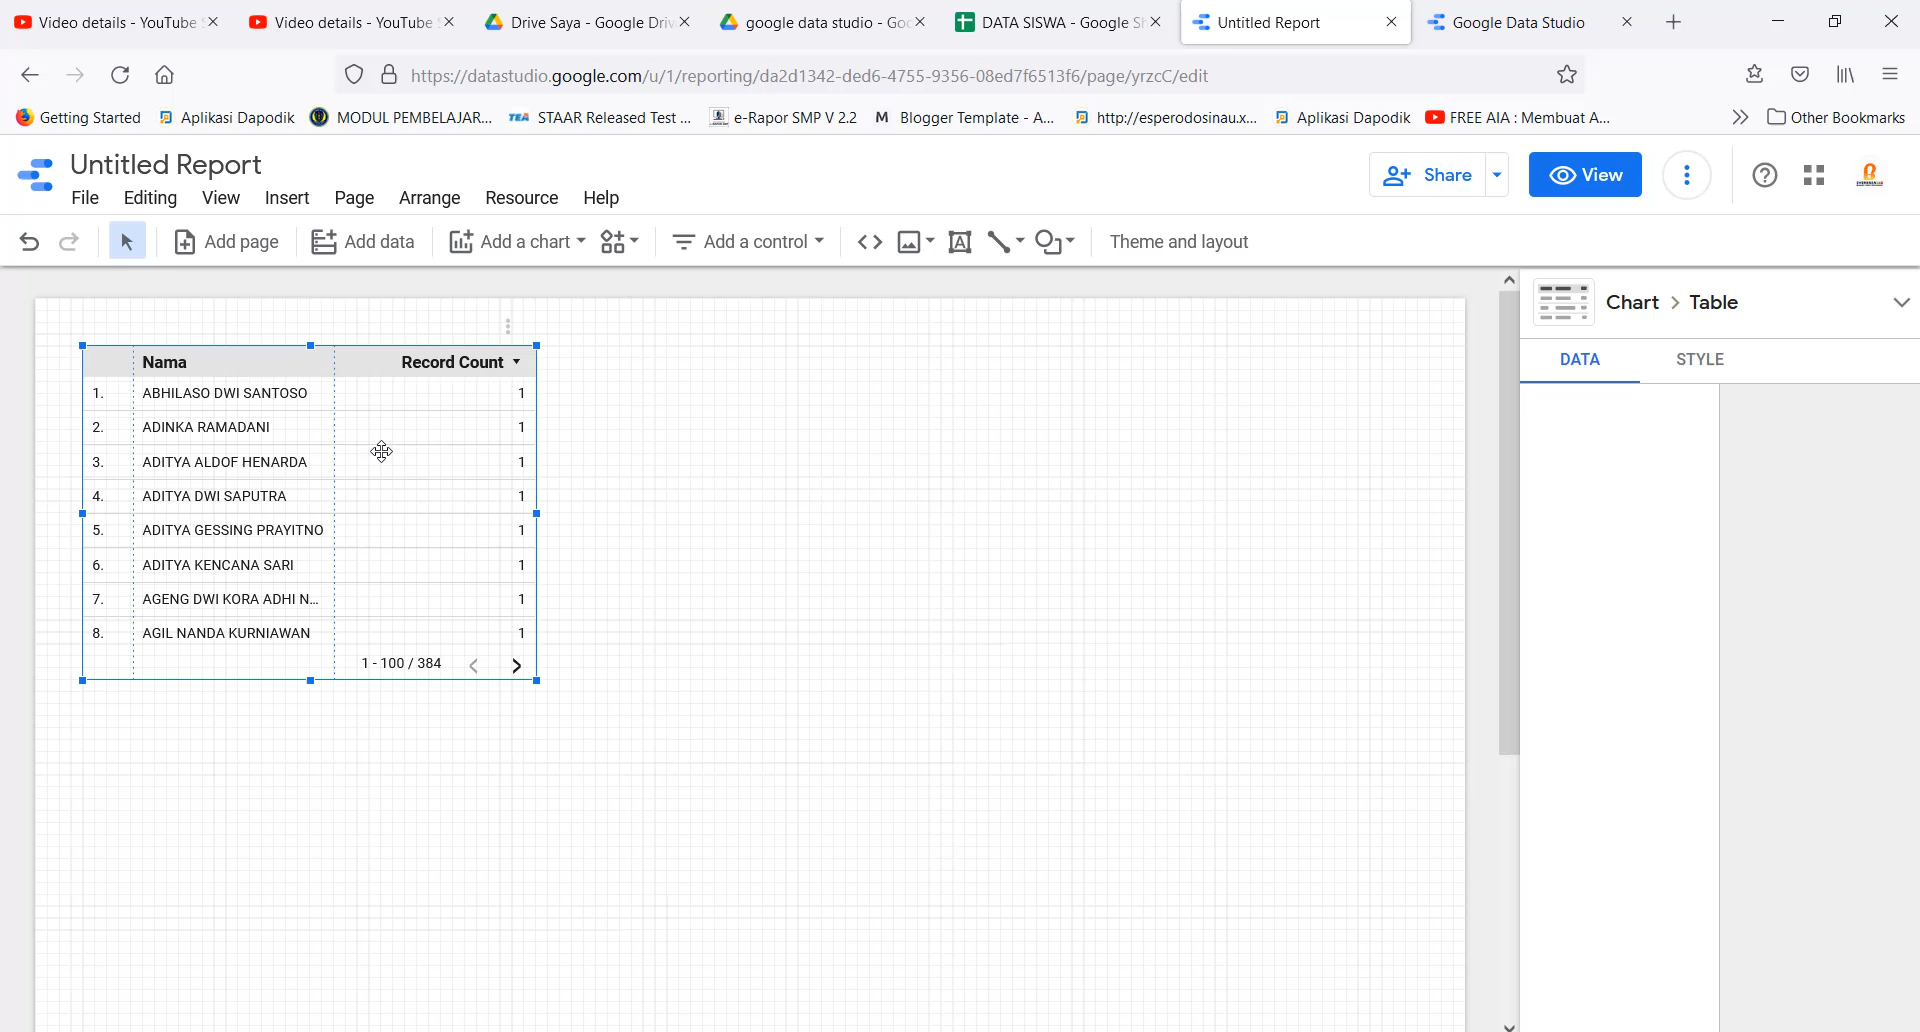 Video details - YouTube S
Video details - YouTube S
Drive Saya - Google Driv
google data studio - Goo
DATA SISWA - Google Sh
Untitled Report
Google Data Studio
https://datastudio.google.com/u/1/reporting/da2d1342-ded6-4755-9356-08ed7f6513f6/page/yrzcC/edit
Getting Started
Aplikasi Dapodik
MODUL PEMBELAJAR...
TEA STAAR Released Test ...
e-Rapor SMP V 2.2
M Blogger Template - A...
http://esperodosinau.x...
Aplikasi Dapodik
FREE AIA : Membuat A...
Other Bookmarks
Untitled Report
File Editing View Insert Page Arrange Resource Help
Share
View
Add page
Add data
Add a chart
Add a control
Theme and layout
Nama Record Count
1. ABHILASO DWI SANTOSO 1
2. ADINKA RAMADANI 1
3. ADITYA ALDOF HENARDA 1
4. ADITYA DWI SAPUTRA 1
5. ADITYA GESSING PRAYITNO 1
6. ADITYA KENCANA SARI 1
7. AGENG DWI KORA ADHI N... 1
8. AGIL NANDA KURNIAWAN 1
1 - 100 / 384
Chart > Table
DATA STYLE